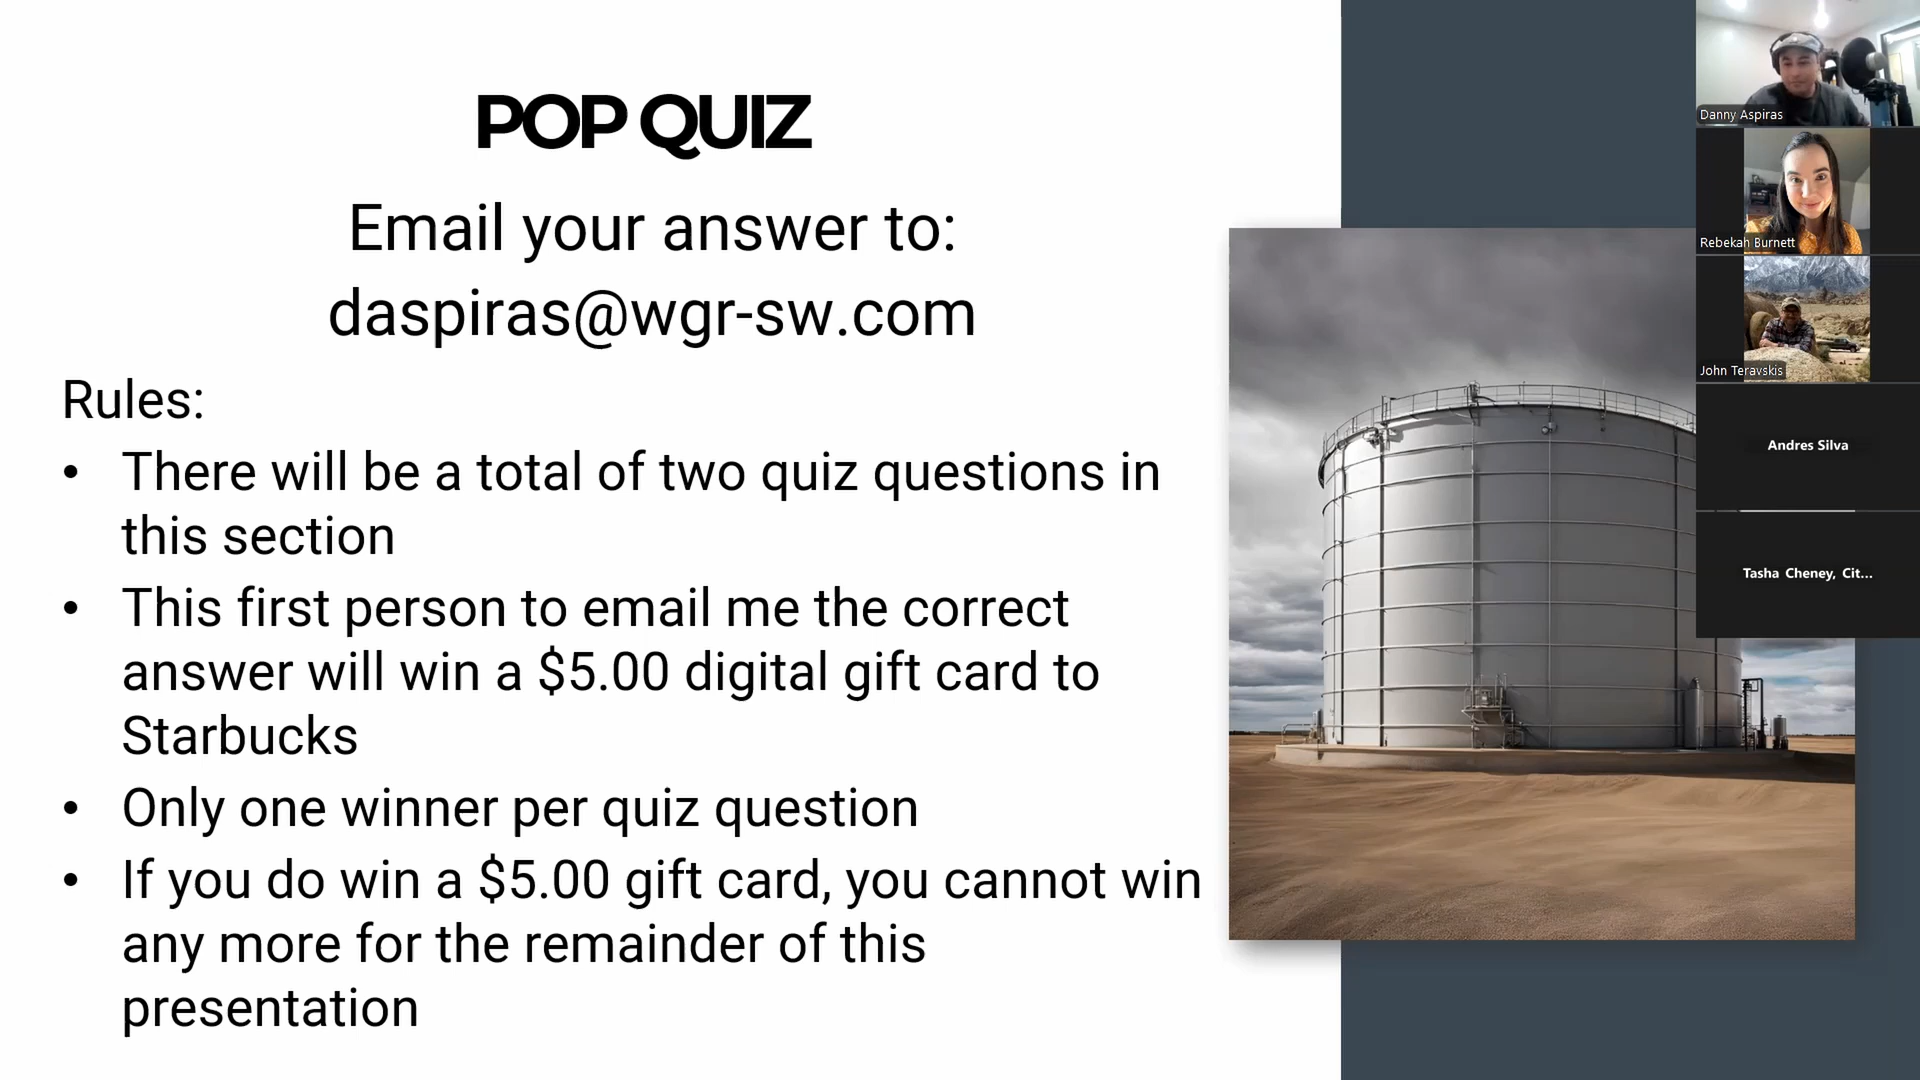 POP QUIZ
Email your answer to:
daspiras@wgr-sw.com
Rules:
• There will be a total of two quiz questions in
this section
• This first person to email me the correct
answer will win a $5.00 digital gift card to
Starbucks
• Only one winner per quiz question
• If you do win a $5.00 gift card, you cannot win
any more for the remainder of this
presentation
Danny Aspiras
Rebekah Burnett
John Teravskis
Andres Silva
Tasha Cheney, Cit...